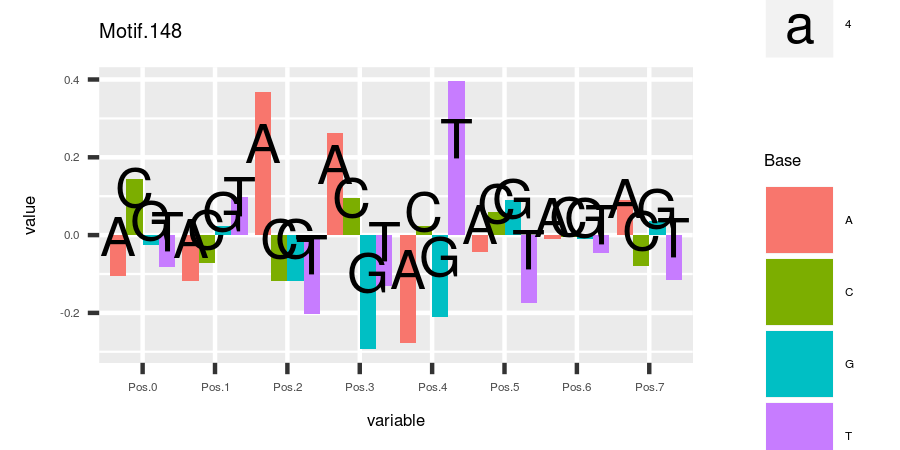 Motif.148
a 4
0.4
0.2
0.0
-0.2
value
A C G T A C G T A C G T A C G T A C G T A C G T A C G T A C G T
Pos.0 Pos.1 Pos.2 Pos.3 Pos.4 Pos.5 Pos.6 Pos.7
variable
Base
A
C
G
T